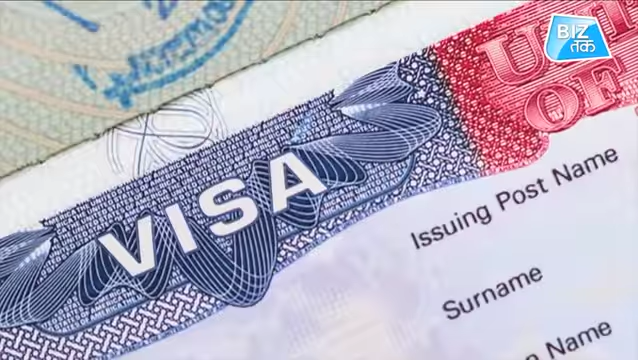 BIZ
तक
OF
VISA
Issuing Post Name
Surname
Name